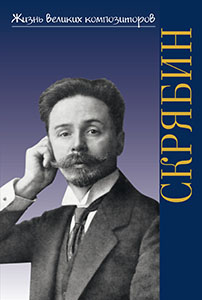 Жизнь великих композиторов
СКРЯБИН